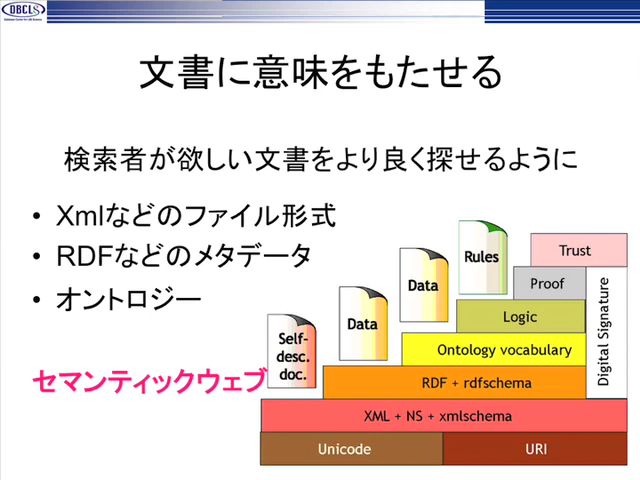 DBCLS
文書に意味をもたせる
検索者が欲しい文書をより良く探せるように
• Xmlなどのファイル形式
• RDFなどのメタデータ
• オントロジー
セマンティックウェブ
Rules
Trust
Data
Proof
Data
Logic
Self-
desc.
doc.
Ontology vocabulary
Digital Signature
RDF + rdfschema
XML + NS + xmlschema
Unicode
URI